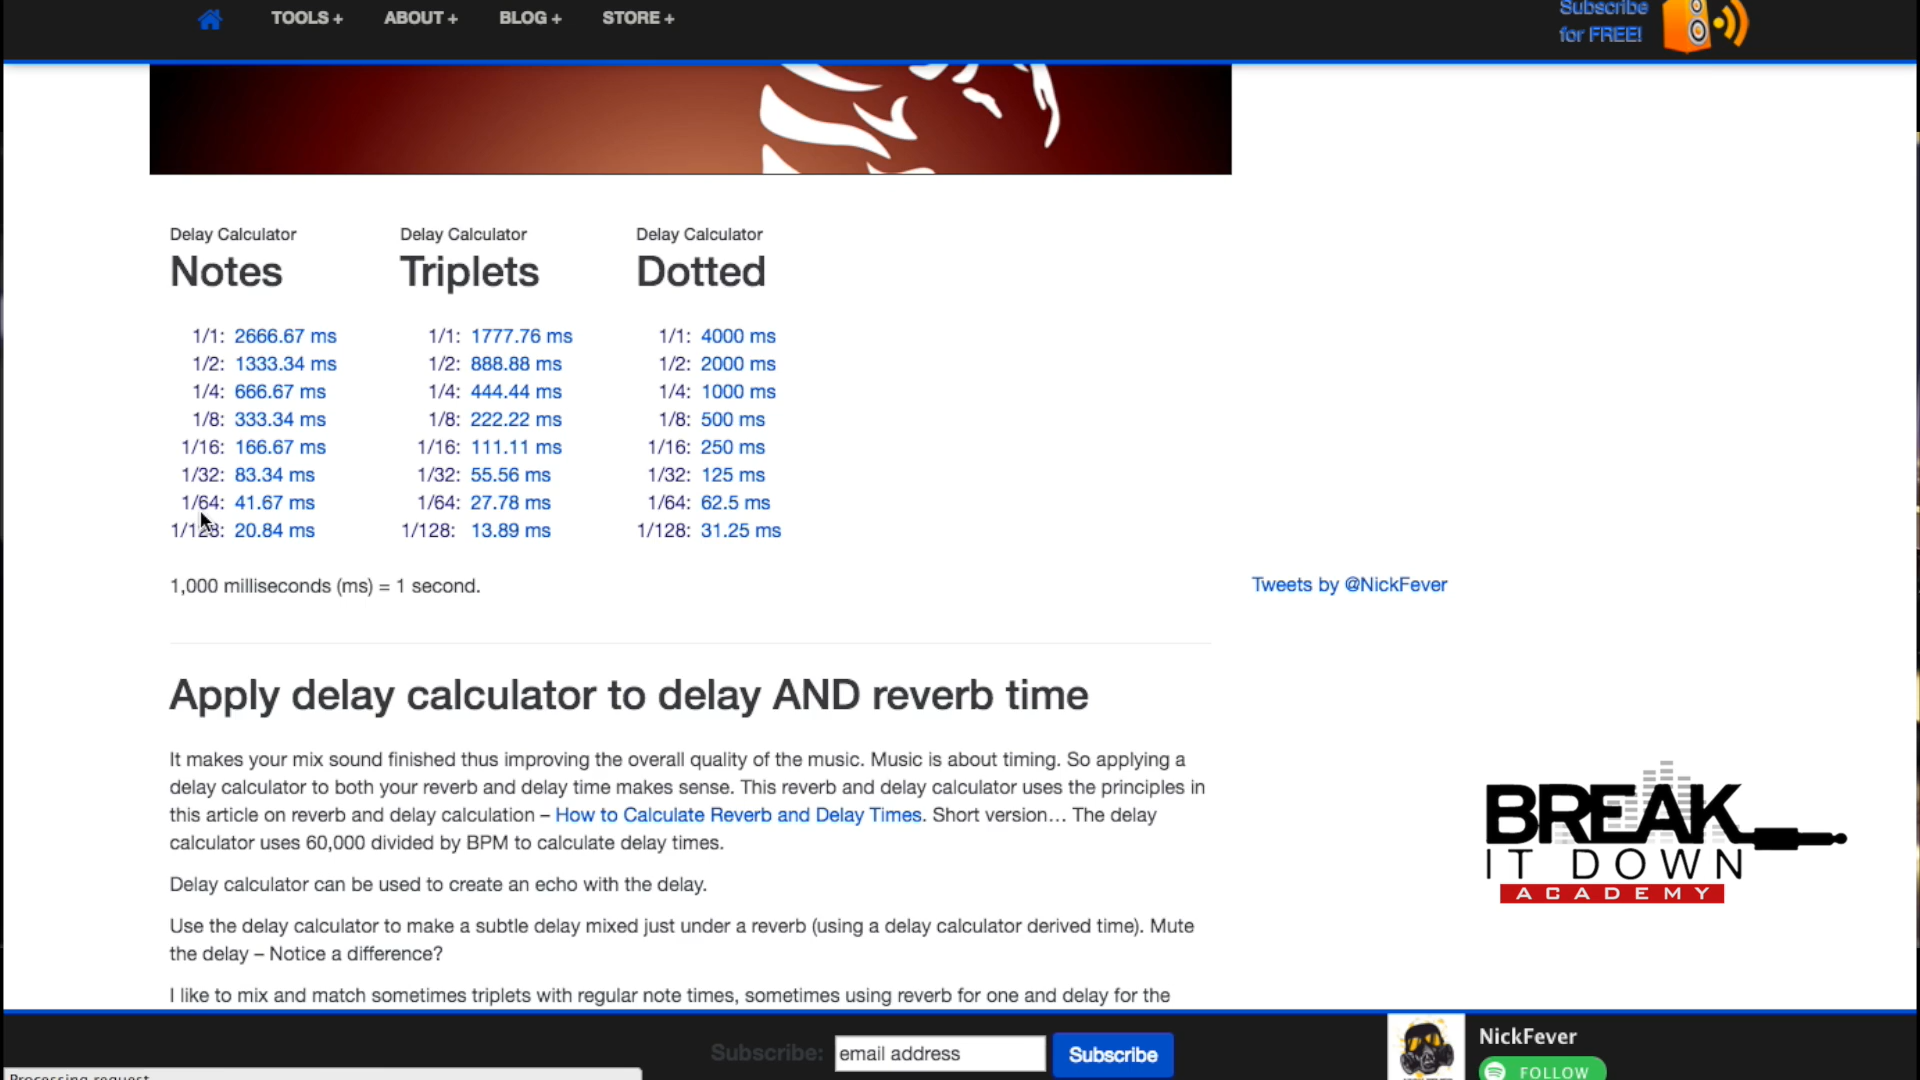 TOOLS +
ABOUT +
BLOG +
STORE +
Subscribe
for FREE!
Delay Calculator
Notes
1/1: 2666.67 ms
1/2: 1333.34 ms
1/4: 666.67 ms
1/8: 333.34 ms
1/16: 166.67 ms
1/32: 83.34 ms
1/64: 41.67 ms
1/128: 20.84 ms
Delay Calculator
Triplets
1/1: 1777.76 ms
1/2: 888.88 ms
1/4: 444.44 ms
1/8: 222.22 ms
1/16: 111.11 ms
1/32: 55.56 ms
1/64: 27.78 ms
1/128: 13.89 ms
Delay Calculator
Dotted
1/1: 4000 ms
1/2: 2000 ms
1/4: 1000 ms
1/8: 500 ms
1/16: 250 ms
1/32: 125 ms
1/64: 62.5 ms
1/128: 31.25 ms
1,000 milliseconds (ms) = 1 second.
Tweets by @NickFever
Apply delay calculator to delay AND reverb time
It makes your mix sound finished thus improving the overall quality of the music. Music is about timing. So applying a
delay calculator to both your reverb and delay time makes sense. This reverb and delay calculator uses the principles in
this article on reverb and delay calculation – How to Calculate Reverb and Delay Times. Short version… The delay
calculator uses 60,000 divided by BPM to calculate delay times.
Delay calculator can be used to create an echo with the delay.
Use the delay calculator to make a subtle delay mixed just under a reverb (using a delay calculator derived time). Mute
the delay – Notice a difference?
I like to mix and match sometimes triplets with regular note times, sometimes using reverb for one and delay for the
BREAK
IT DOWN
ACADEMY
Subscribe:
email address
Subscribe
NickFever
FOLLOW
Processing request